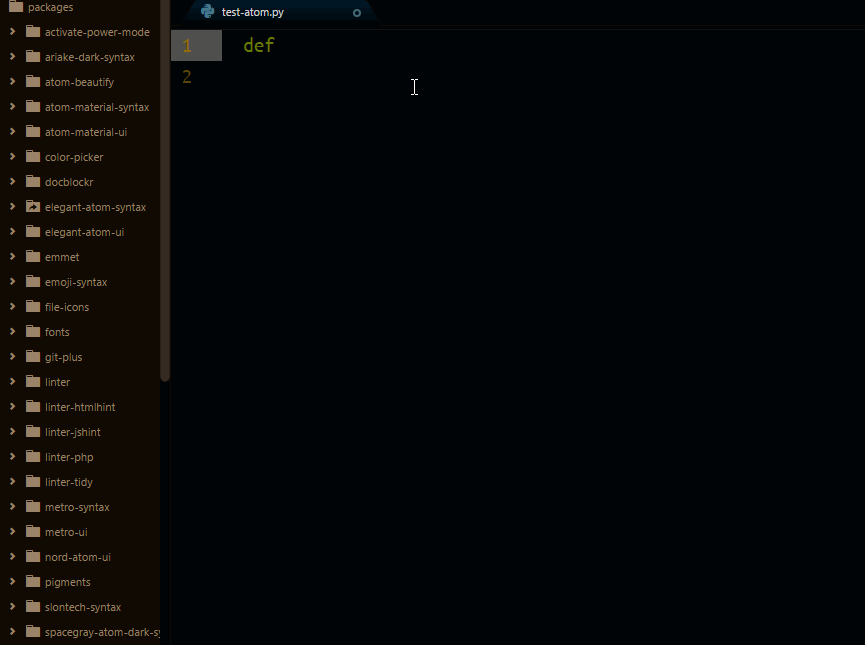 packages
activate-power-mode
ariake-dark-syntax
atom-beautify
atom-material-syntax
atom-material-ui
color-picker
docblockr
elegant-atom-syntax
elegant-atom-ui
emmet
emoji-syntax
file-icons
fonts
git-plus
linter
linter-htmlhint
linter-jshint
linter-php
linter-tidy
metro-syntax
metro-ui
nord-atom-ui
pigments
slontech-syntax
spacegray-atom-dark-sy
test-atom.py
1 def
2